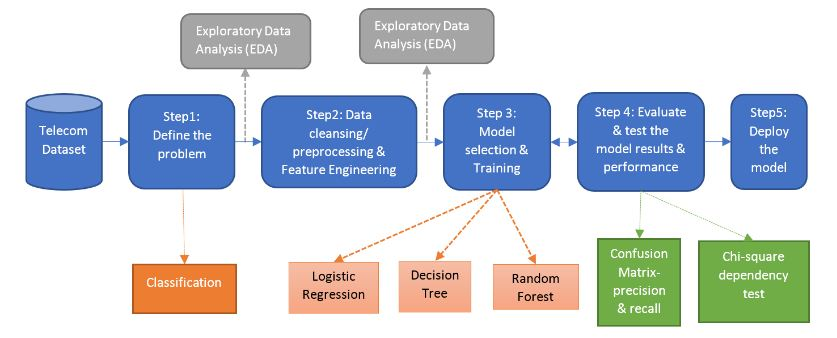 Exploratory Data
Analysis (EDA)
Exploratory Data
Analysis (EDA)
Telecom
Dataset
Step1:
Define the
problem
Step2: Data
cleansing/
preprocessing &
Feature Engineering
Step 3:
Model
selection &
Training
Step 4: Evaluate
& test the
model results &
performance
Step5:
Deploy
the
model
Classification
Logistic
Regression
Decision
Tree
Random
Forest
Confusion
Matrix-
precision
& recall
Chi-square
dependency
test